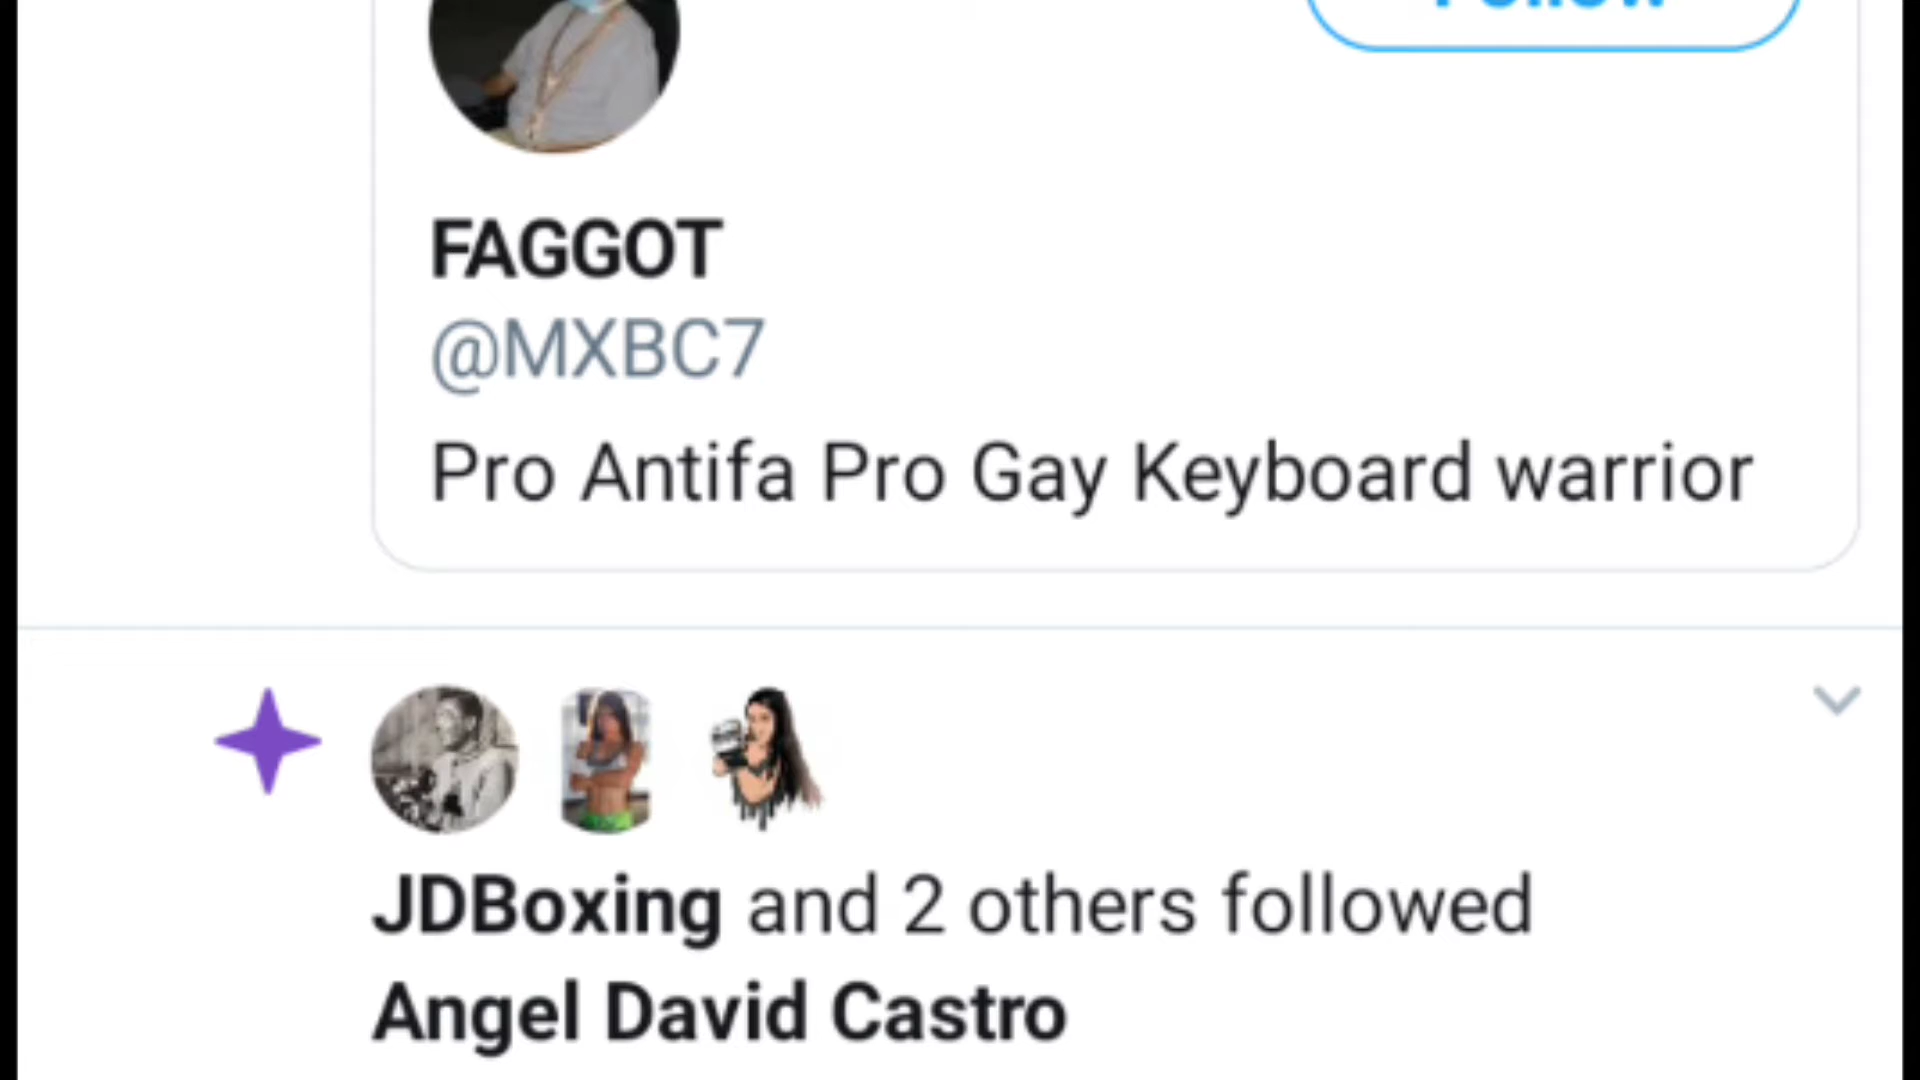 FAGGOT
@MXBC7
Pro Antifa Pro Gay Keyboard warrior
JDBoxing and 2 others followed
Angel David Castro